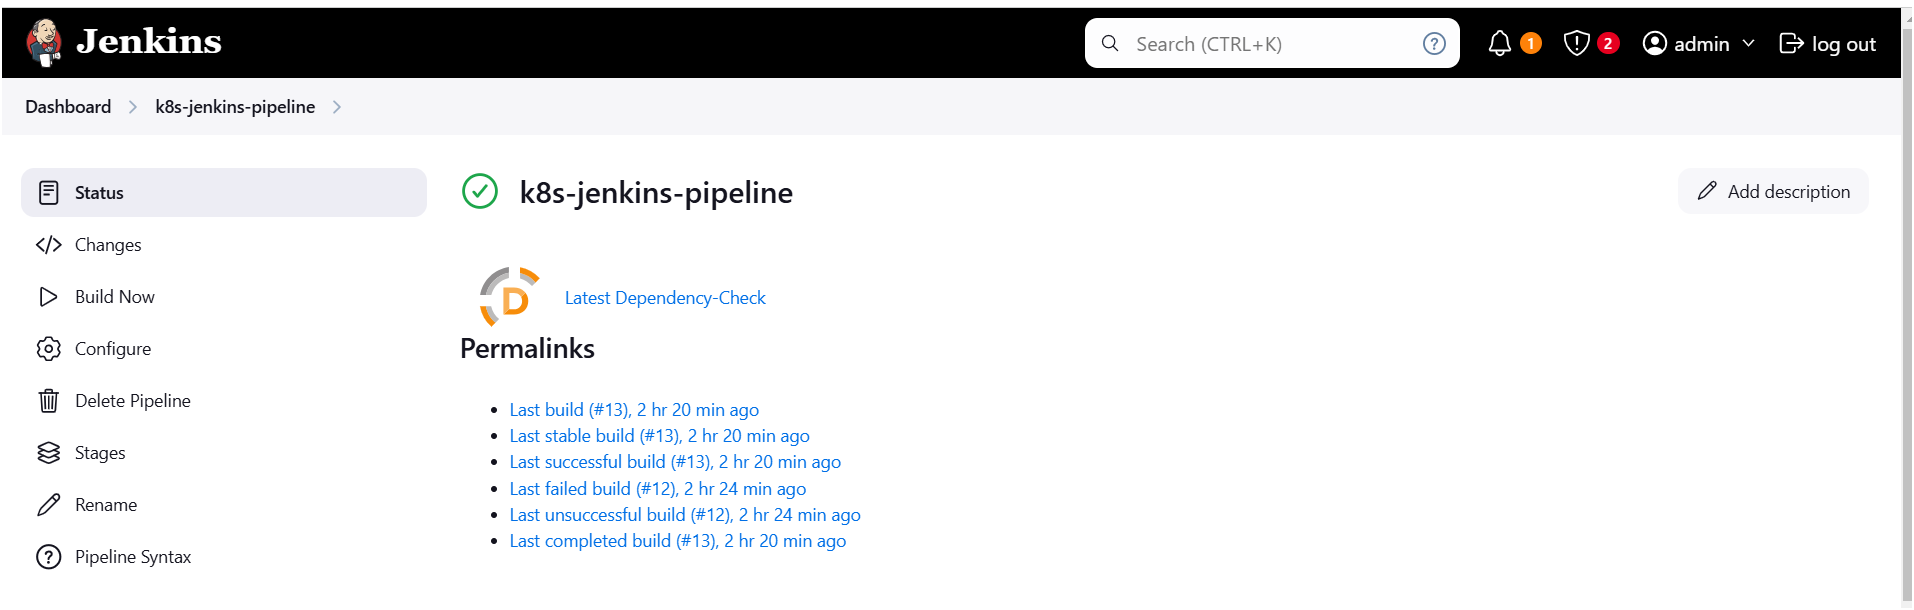 Jenkins
Search (CTRL+K)
?
1
2
admin
log out
Dashboard
k8s-jenkins-pipeline
Status
Changes
Build Now
Configure
Delete Pipeline
Stages
Rename
Pipeline Syntax
k8s-jenkins-pipeline
Add description
D
Latest Dependency-Check
Permalinks
Last build (#13), 2 hr 20 min ago
Last stable build (#13), 2 hr 20 min ago
Last successful build (#13), 2 hr 20 min ago
Last failed build (#12), 2 hr 24 min ago
Last unsuccessful build (#12), 2 hr 24 min ago
Last completed build (#13), 2 hr 20 min ago